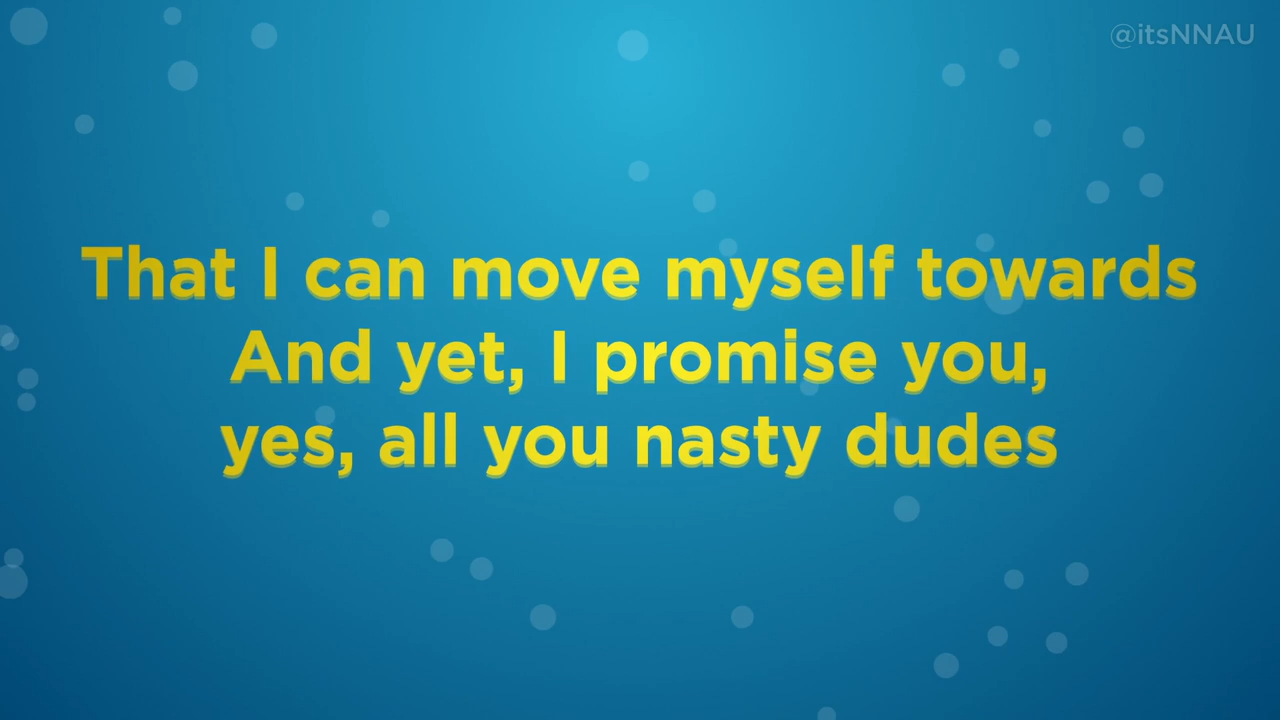 @itsNNAU
That I can move myself towards
And yet, I promise you,
yes, all you nasty dudes